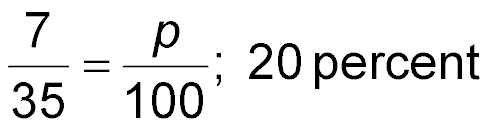 7/35 = p/100; 20 percent